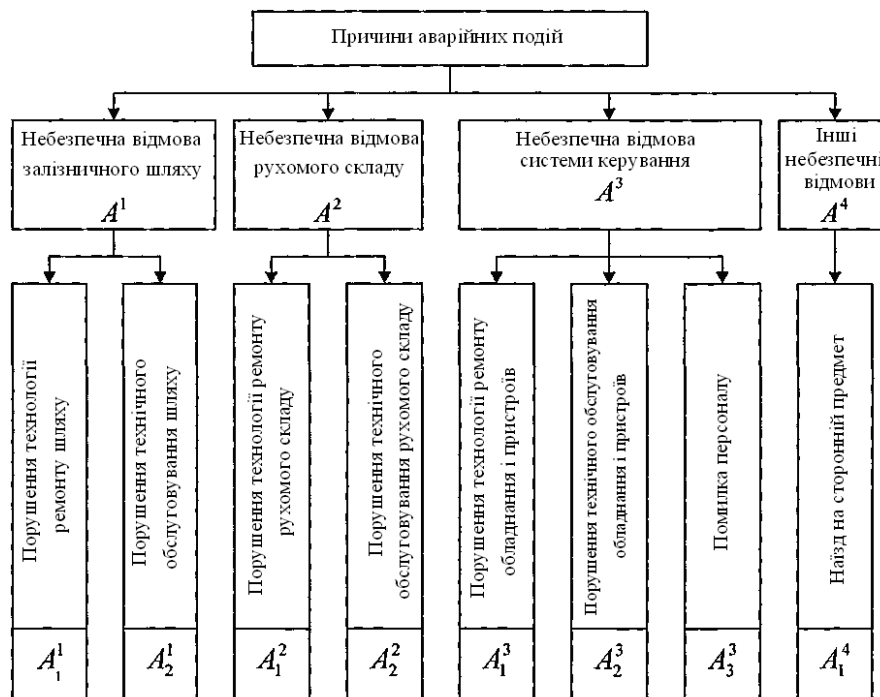 Причини аварійних подій
Небезпечна відмова
залізничного шляху
A¹
Небезпечна відмова
рухомого складу
A²
Небезпечна відмова
системи керування
A³
Інші
небезпечні
відмови
A⁴
Порушення технології
ремонту шляху
Порушення технічного
обслуговування шляху
Порушення технології ремонту
рухомого складу
Порушення технічного
обслуговування рухомого складу
Порушення технології ремонту
обладнання і пристроїв
Порушення технічного обслуговування
обладнання і пристроїв
Помилка персоналу
Наїзд на сторонній предмет
A₁¹
A₂¹
A₁²
A₂²
A₁³
A₂³
A₃³
A₁⁴